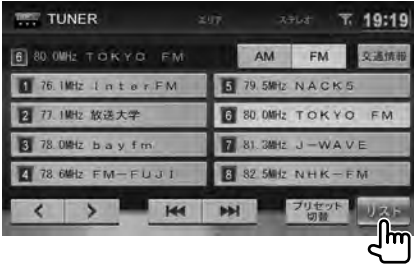 TUNER エリア ステレオ 19:19
6 80.0MHz TOKYO FM AM FM 交通情報
1 76.1MHz InterFM 5 79.5MHz NACK5
2 77.1MHz 放送大学 6 80.0MHz TOKYO FM
3 78.0MHz bayfm 7 81.3MHz J-WAVE
4 78.6MHz FM-FUJI 8 82.5MHz NHK-FM
プリセット
切替
リスト